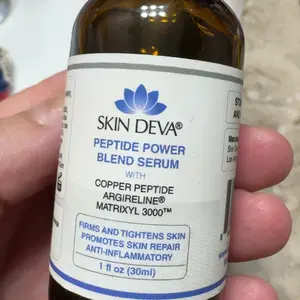 SKIN DEVA®
PEPTIDE POWER
BLEND SERUM
WITH
COPPER PEPTIDE
ARGIRELINE®
MATRIXYL 3000™
FIRMS AND TIGHTENS SKIN
PROMOTES SKIN REPAIR
ANTI-INFLAMMATORY
1 fl oz (30ml)